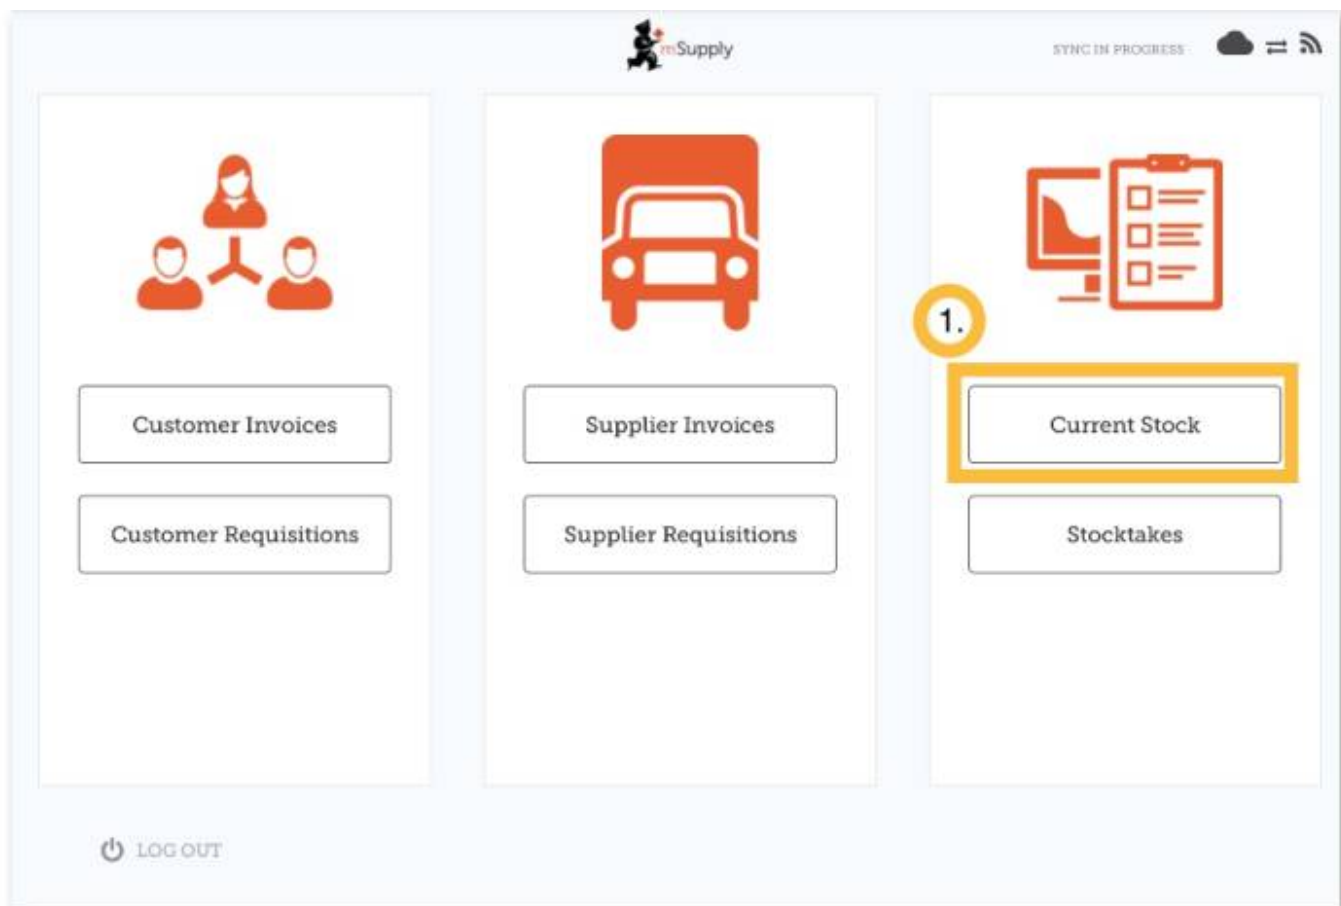 mSupply
SYNC IN PROGRESS
1.
Customer Invoices
Supplier Invoices
Current Stock
Customer Requisitions
Supplier Requisitions
Stocktakes
LOG OUT